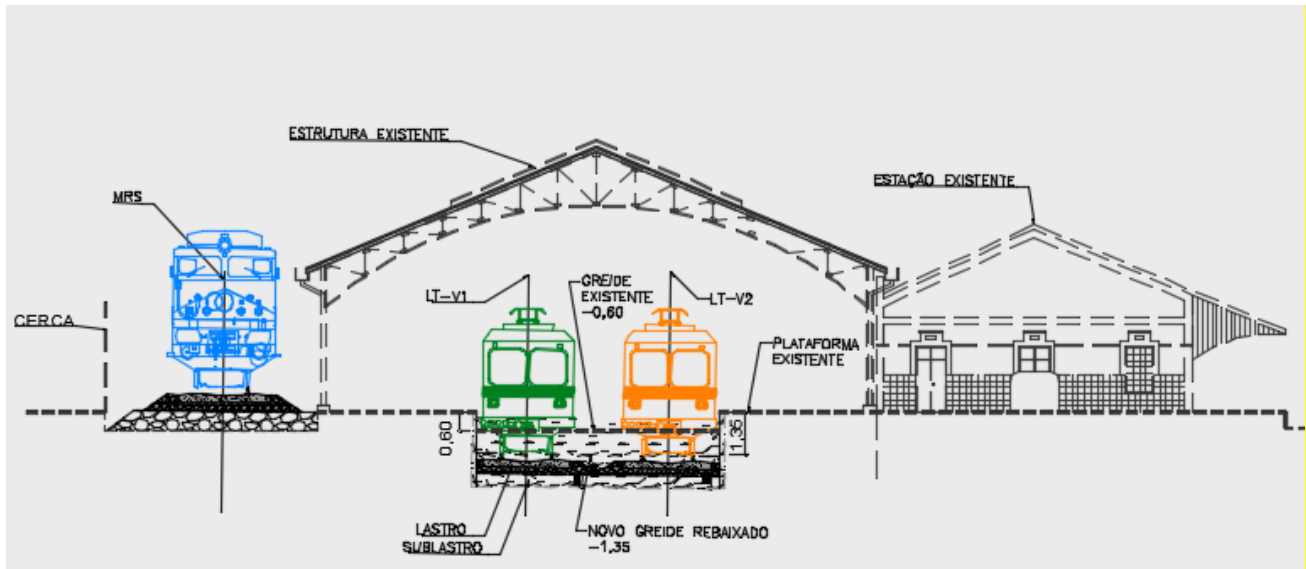 ESTRUTURA EXISTENTE
ESTAÇÃO EXISTENTE
MRS
LT-V1
GREIDE
EXISTENTE
-0,60
LT-V2
CERCA
PLATAFORMA
EXISTENTE
0,60
1,35
LASTRO
SUBLASTRO
NOVO GREIDE REBAIXADO
-1,35